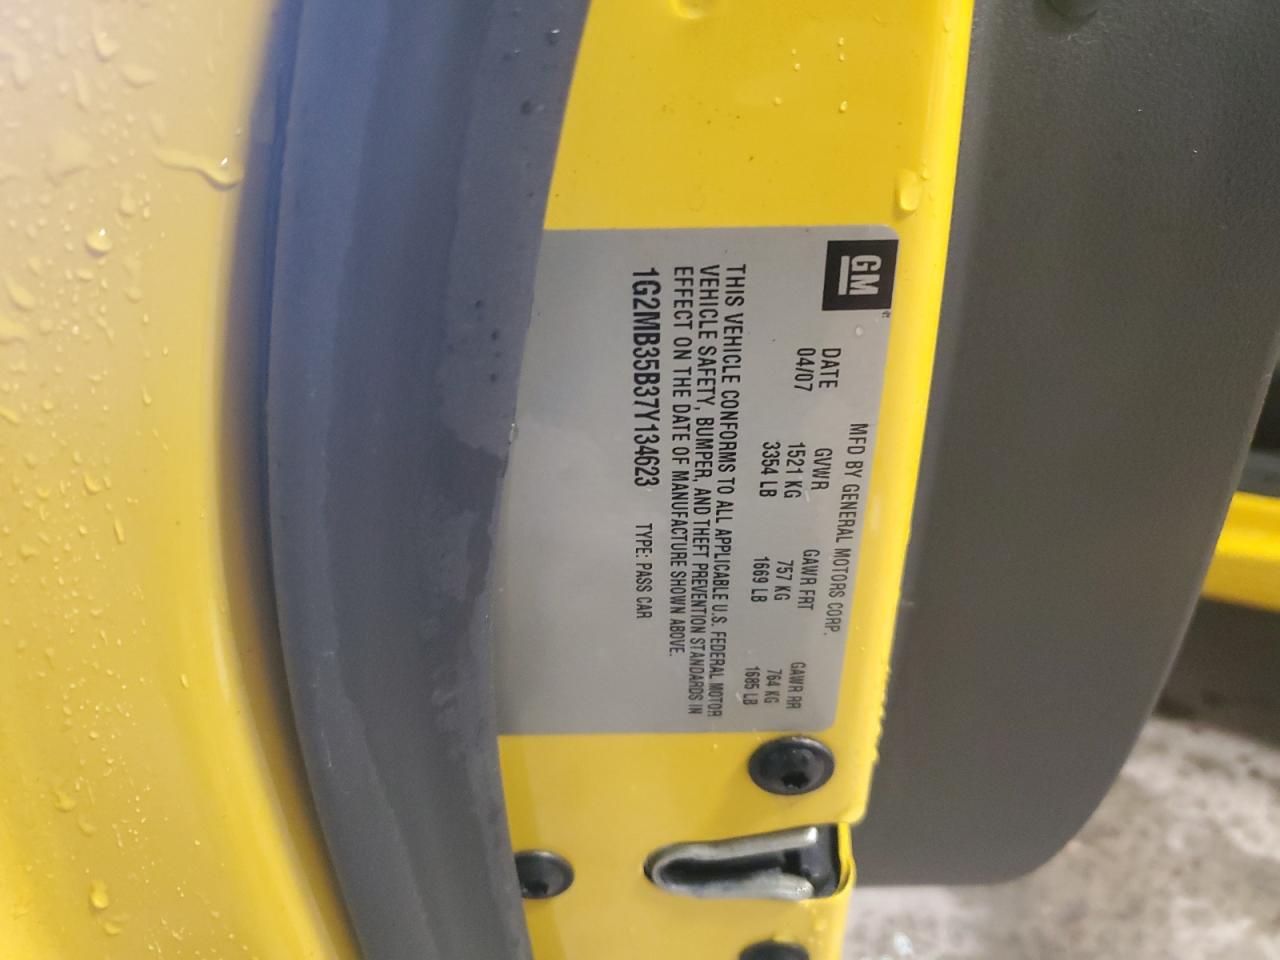 GM
MFD BY GENERAL MOTORS CORP.
DATE GVWR GAWR FRT GAWR RR
04/07 1521 KG 757 KG 764 KG
3354 LB 1669 LB 1685 LB
THIS VEHICLE CONFORMS TO ALL APPLICABLE U.S. FEDERAL MOTOR
VEHICLE SAFETY, BUMPER, AND THEFT PREVENTION STANDARDS IN
EFFECT ON THE DATE OF MANUFACTURE SHOWN ABOVE.
1G2MB35B37Y134623 TYPE: PASS CAR